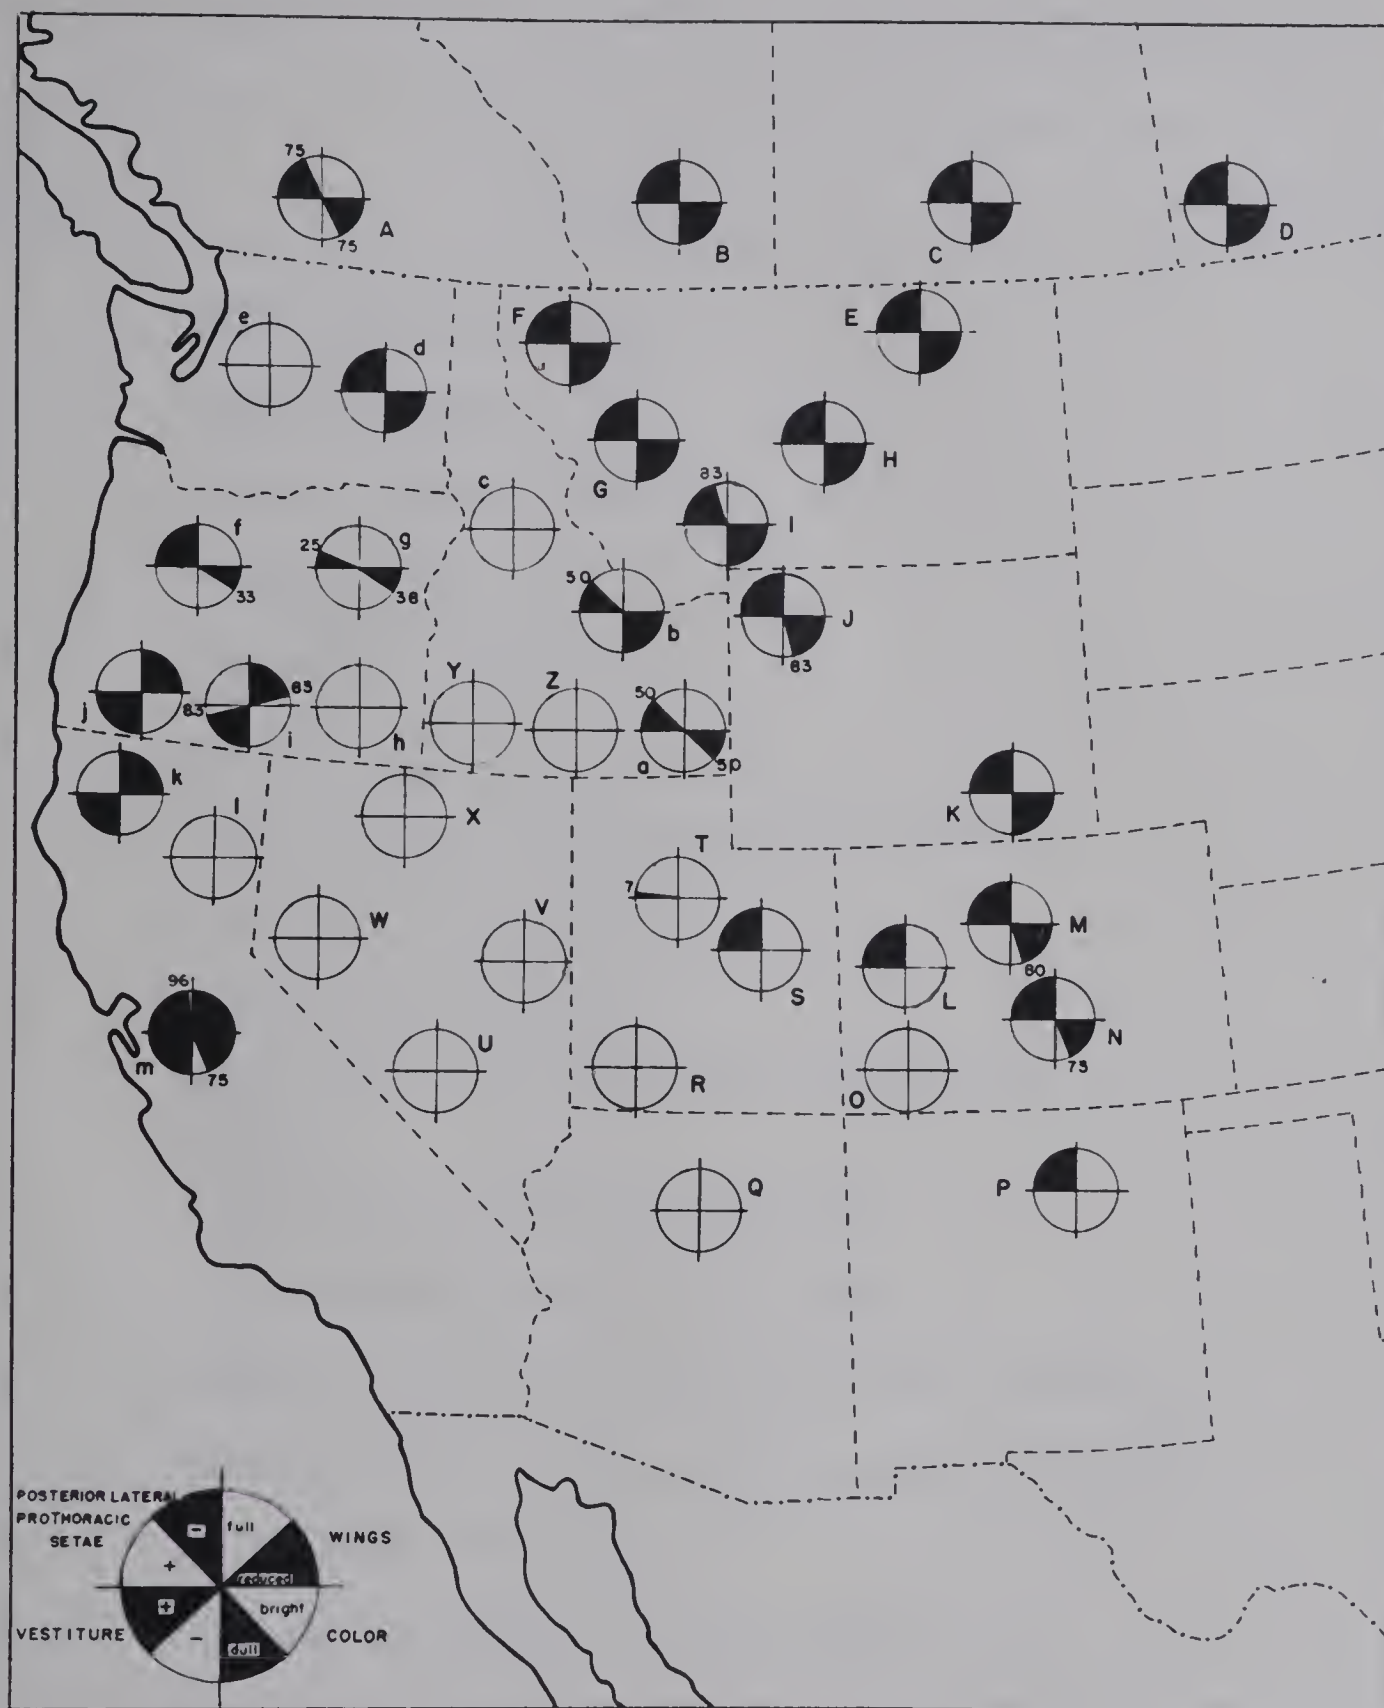 75
A
75
B
C
D
e
d
F
E
G
H
83
I
c
f
33
25
g
38
50
b
J
83
j
83
i
83
h
Y
Z
50
a
50
k
l
X
K
T
7
S
V
W
M
80
L
N
75
O
96
m
75
U
R
Q
P
POSTERIOR LATERAL
PROTHORACIC
SETAE
-
full
WINGS
+
reduced
+
bright
VESTITURE
-
dull
COLOR